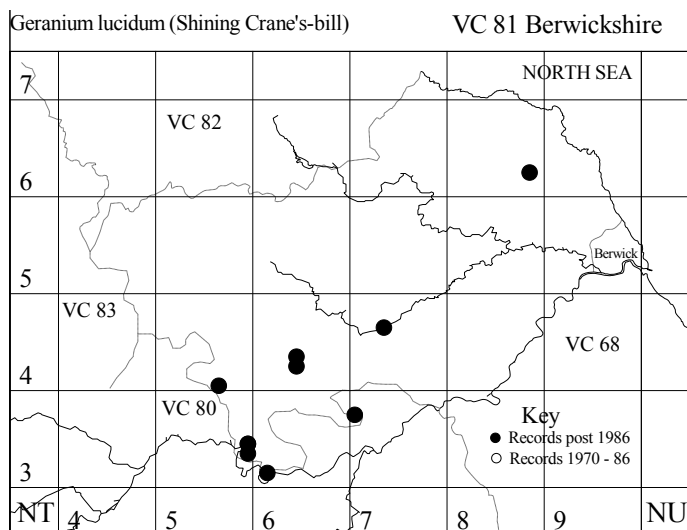 Geranium lucidum (Shining Crane's-bill) VC 81 Berwickshire
NORTH SEA
7
VC 82
6
Berwick
5
VC 83
VC 68
4
VC 80
Key
Records post 1986
Records 1970 - 86
3
NT 4 5 6 7 8 9 NU